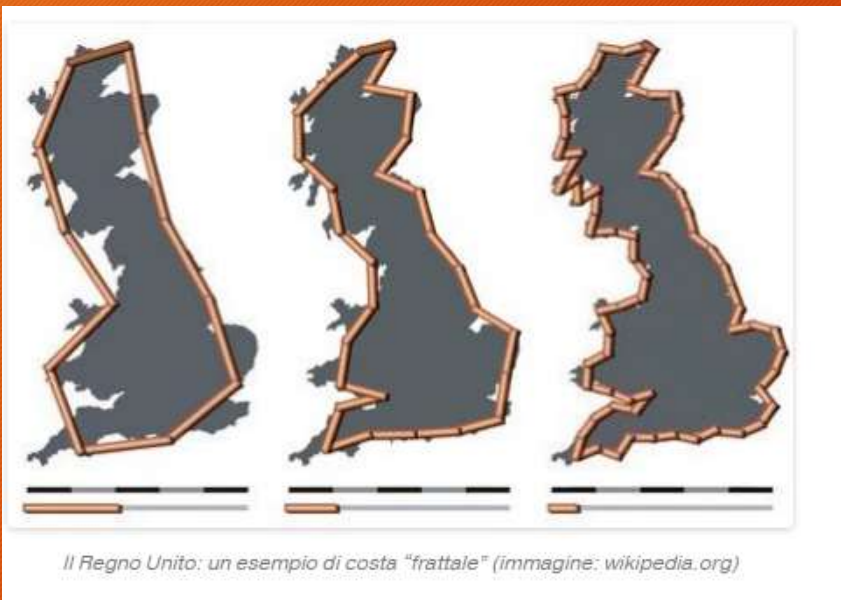 Il Regno Unito: un esempio di costa “frattale” (immagine: wikipedia.org)